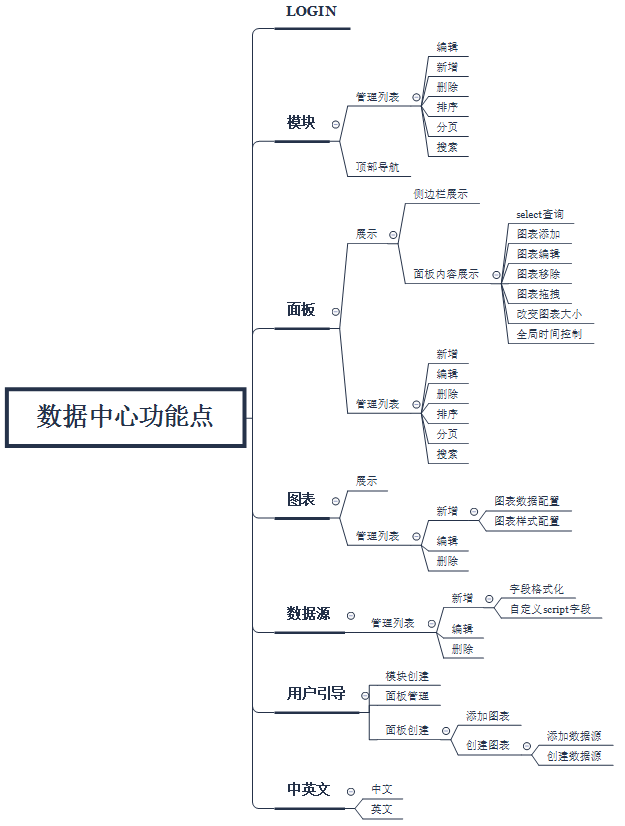 LOGIN
编辑
新增
删除
排序
分页
搜索
管理列表
模块
顶部导航
侧边栏展示
展示
select查询
图表添加
图表编辑
图表移除
图表拖拽
改变图表大小
全局时间控制
面板内容展示
面板
新增
编辑
删除
排序
分页
搜索
管理列表
数据中心功能点
展示
图表
新增
图表数据配置
图表样式配置
管理列表
编辑
删除
字段格式化
自定义script字段
新增
数据源
管理列表
编辑
删除
模块创建
用户引导
面板管理
添加图表
面板创建
添加数据源
创建图表
创建数据源
中英文
中文
英文